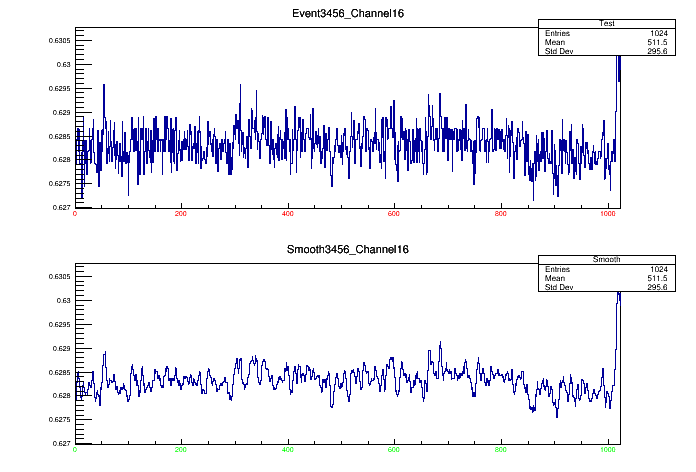 Event3456_Channel16
Test
Entries 1024
Mean 511.5
Std Dev 295.6
0.6305
0.63
0.6295
0.629
0.6285
0.628
0.6275
0.627
0 200 400 600 800 1000
Smooth3456_Channel16
Smooth
Entries 1024
Mean 511.5
Std Dev 295.6
0.6305
0.63
0.6295
0.629
0.6285
0.628
0.6275
0.627
0 200 400 600 800 1000